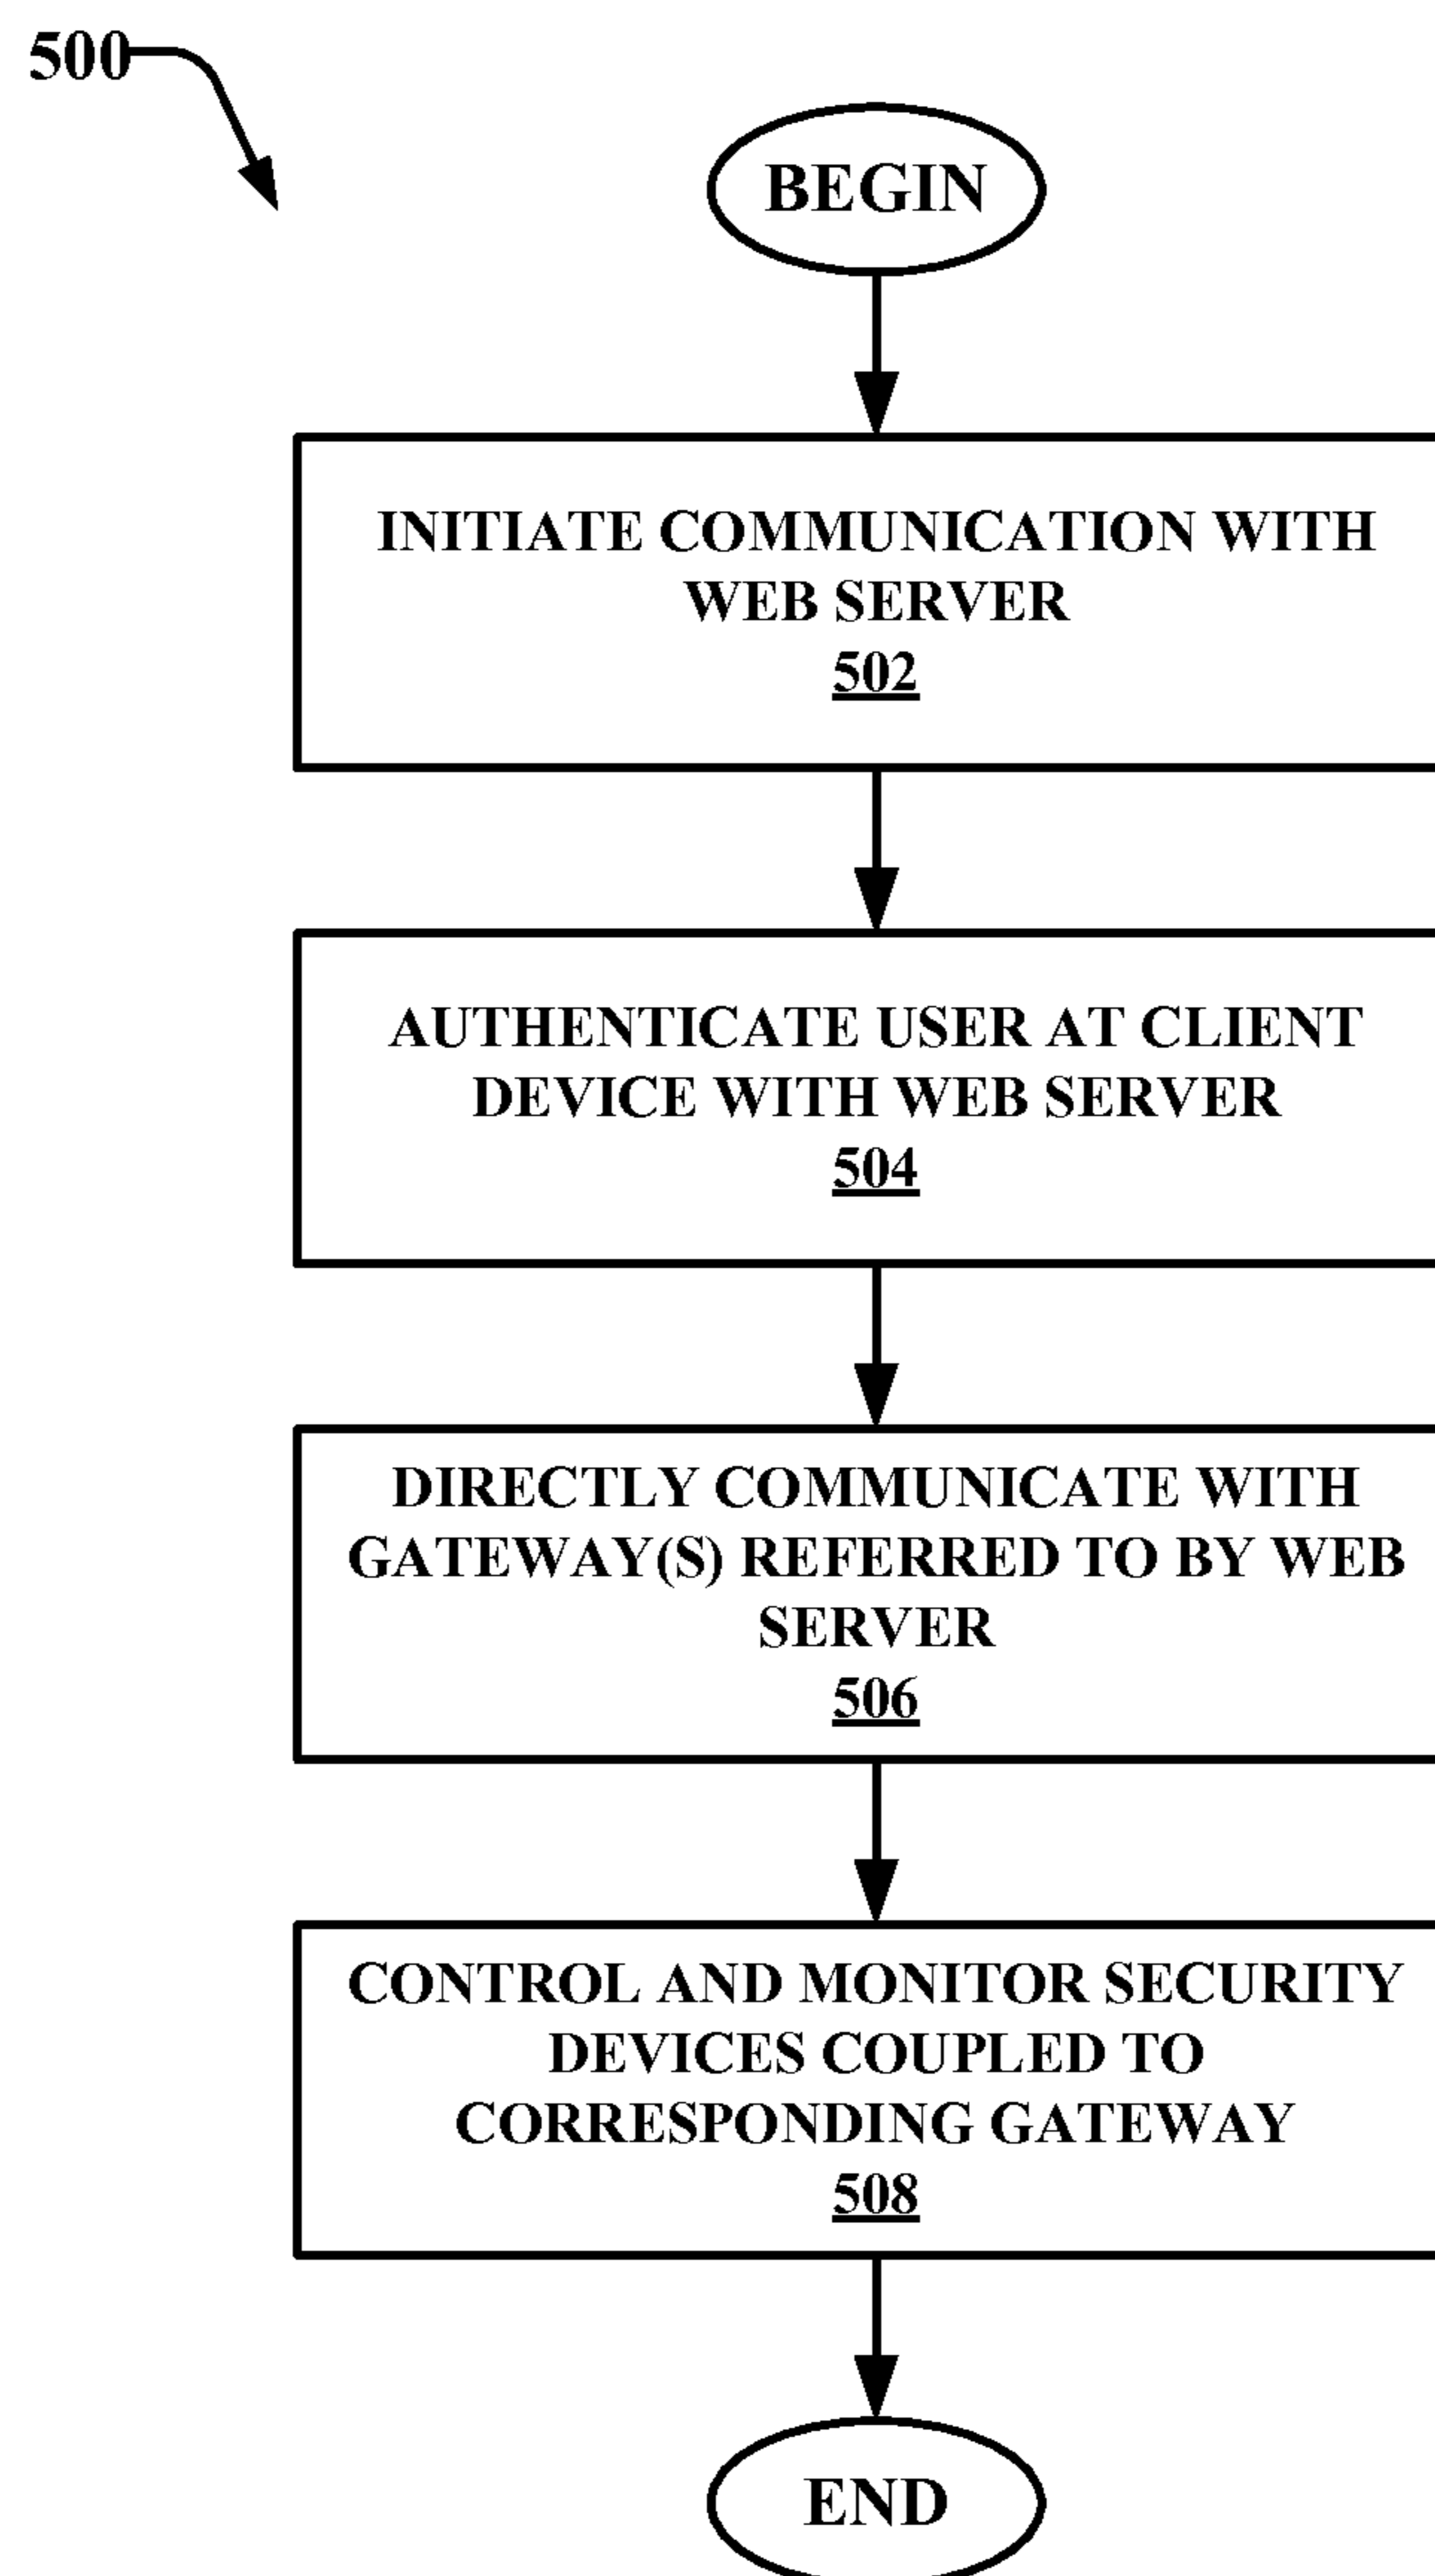 500
BEGIN
INITIATE COMMUNICATION WITH
WEB SERVER
502
AUTHENTICATE USER AT CLIENT
DEVICE WITH WEB SERVER
504
DIRECTLY COMMUNICATE WITH
GATEWAY(S) REFERRED TO BY WEB
SERVER
506
CONTROL AND MONITOR SECURITY
DEVICES COUPLED TO
CORRESPONDING GATEWAY
508
END